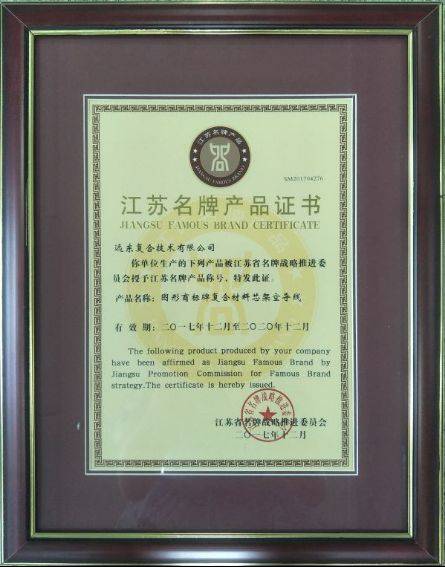 江苏名牌产品
JIANGSU FAMOUS BRAND
SM201704276
江苏名牌产品证书
JIANGSU FAMOUS BRAND CERTIFICATE
远东复合技术有限公司
你单位生产的下列产品被江苏省名牌战略推进委
员会授予江苏名牌产品称号、特发此证。
产品名称：图形商标牌复合材料芯架空导线
有 效 期：二〇一七年十二月至二〇二〇年十二月
The following product produced by your company
have been affirmed as Jiangsu Famous Brand by
Jiangsu Promotion Commission for Famous Brand
strategy.The certificate is hereby issued.
江苏省名牌战略推进委员会
二〇一七年十二月